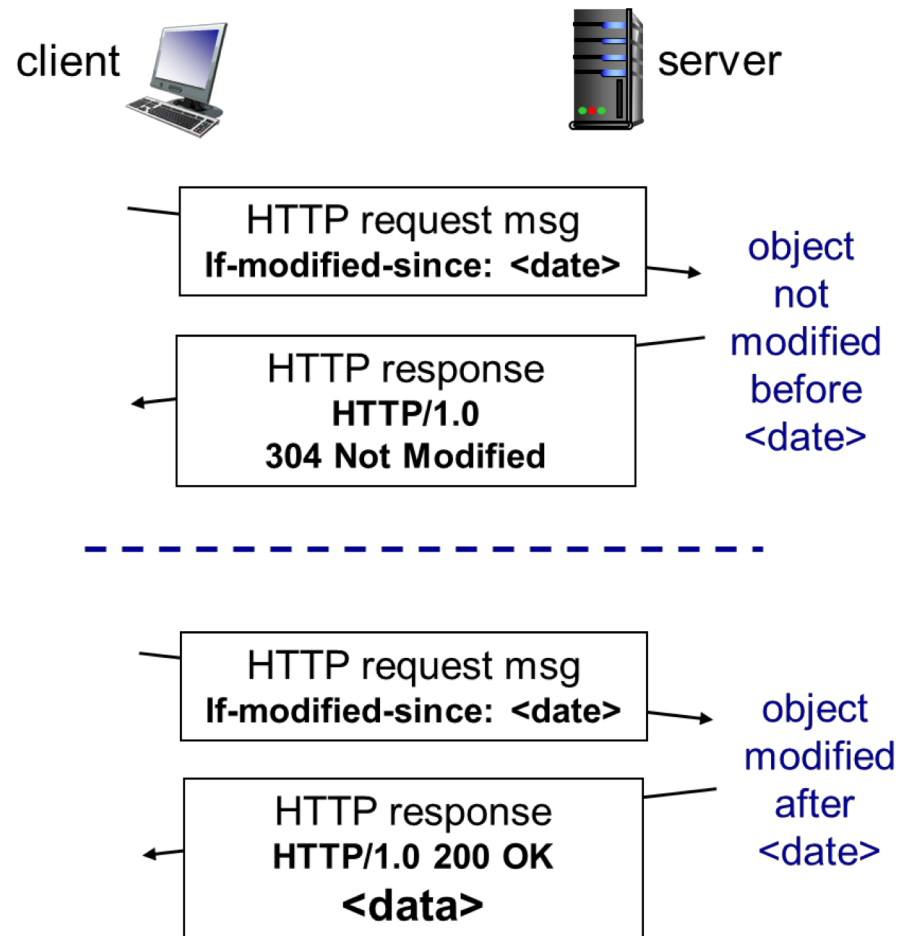 client
server
HTTP request msg
If-modified-since: <date>
object
not
modified
before
<date>
HTTP response
HTTP/1.0
304 Not Modified
HTTP request msg
If-modified-since: <date>
object
modified
after
<date>
HTTP response
HTTP/1.0 200 OK
<data>